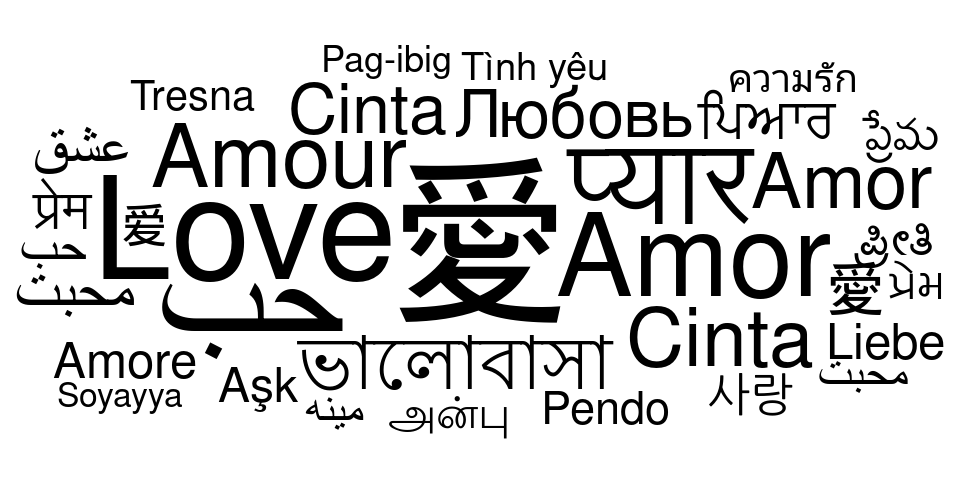 Pag-ibig
Tình yêu
ความรัก
Tresna
Cinta
Любовь
ਪਿਆਰ
ప్రేమ
عشق
Amour
प्यार
Amor
प्रेम
爱
Love
愛
Amor
ಪ್ರೀತಿ
حب
محبت
حب
愛
પ્રેમ
Cinta
Liebe
Amore
ভালোবাসা
محبت
Soyayya
Aşk
مينه
அன்பு
Pendo
사랑